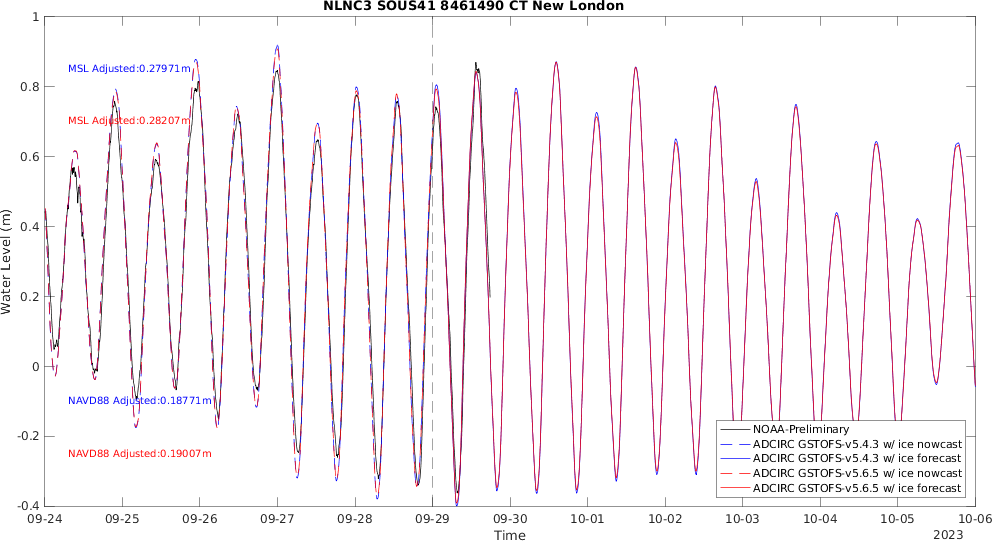 NLNC3 SOUS41 8461490 CT New London
1
0.8
0.6
0.4
0.2
0
-0.2
-0.4
Water Level (m)
MSL Adjusted:0.27971m
MSL Adjusted:0.28207m
NAVD88 Adjusted:0.18771m
NAVD88 Adjusted:0.19007m
NOAA-Preliminary
ADCIRC GSTOFS-v5.4.3 w/ ice nowcast
ADCIRC GSTOFS-v5.4.3 w/ ice forecast
ADCIRC GSTOFS-v5.6.5 w/ ice nowcast
ADCIRC GSTOFS-v5.6.5 w/ ice forecast
09-24 09-25 09-26 09-27 09-28 09-29 09-30 10-01 10-02 10-03 10-04 10-05 10-06
Time
2023